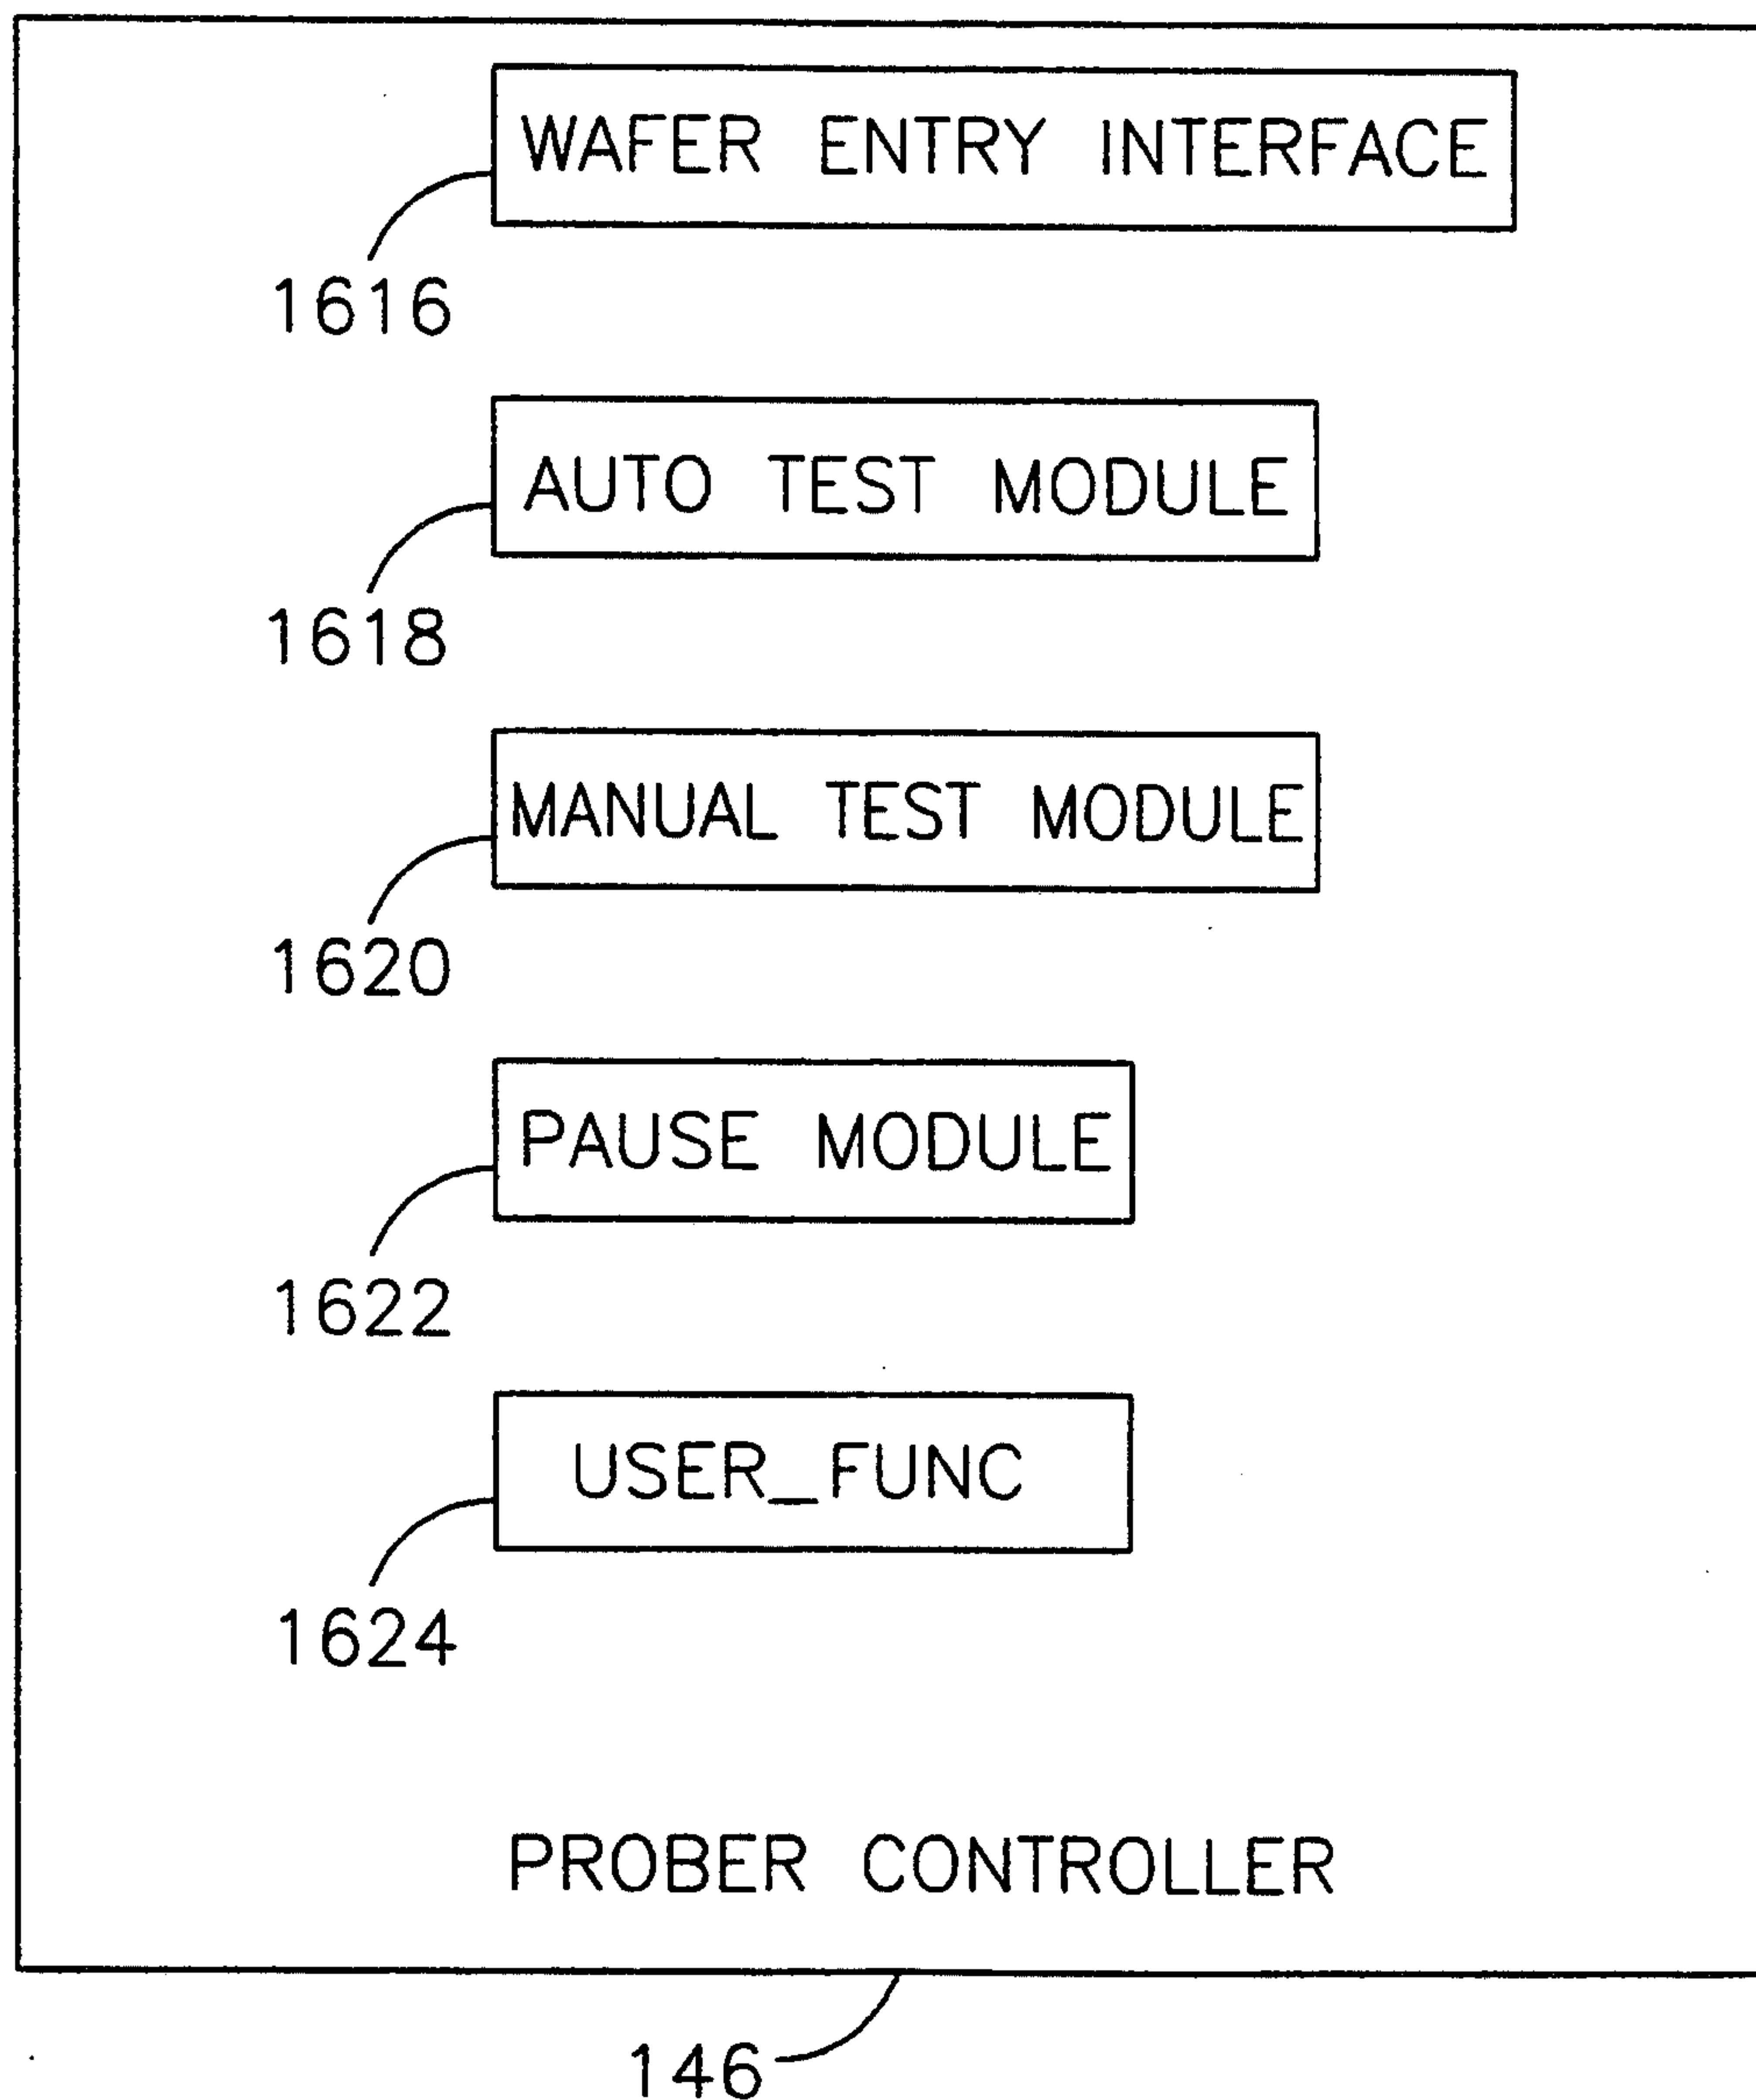 WAFER ENTRY INTERFACE
1616
AUTO TEST MODULE
1618
MANUAL TEST MODULE
1620
PAUSE MODULE
1622
USER_FUNC
1624
PROBER CONTROLLER
146